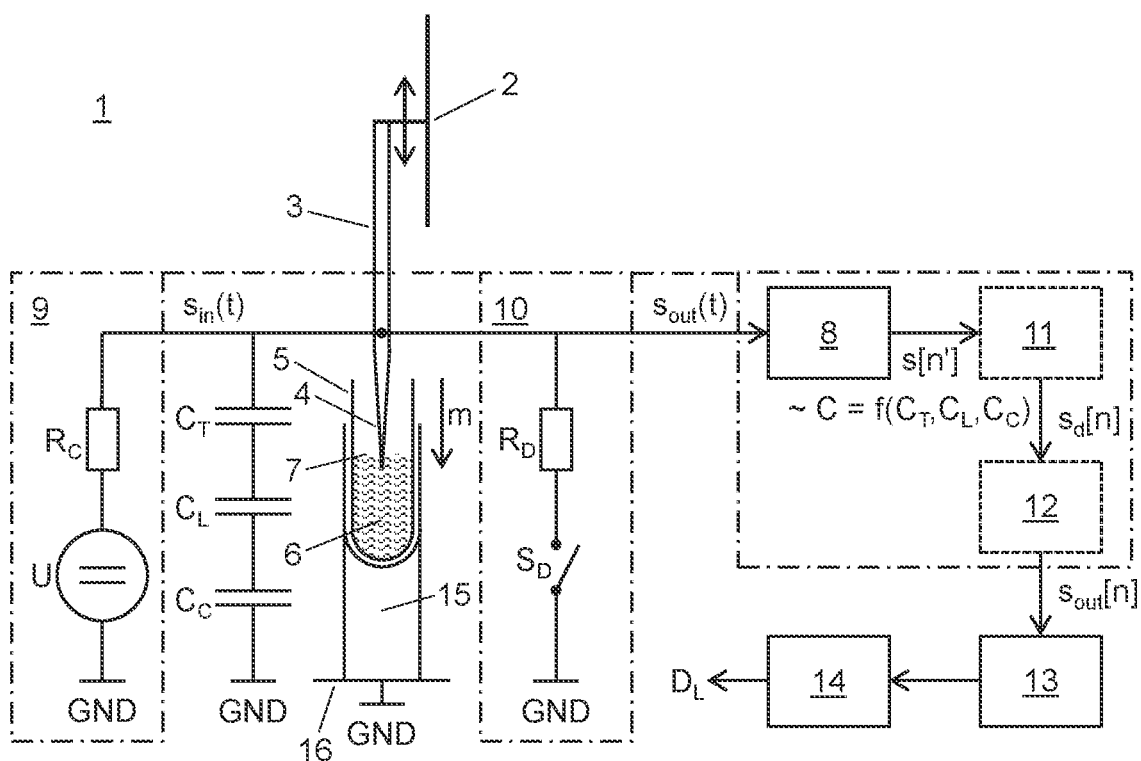 1
2
3
9
s_in(t)
10
s_out(t)
8
s[n']
11
5
4
m
C_T
R_C
R_D
~ C = f(C_T,C_L,C_C)
s_d[n]
7
C_L
6
12
U
S_D
C_C
15
s_out[n]
D_L
14
13
GND
GND
GND
GND
16